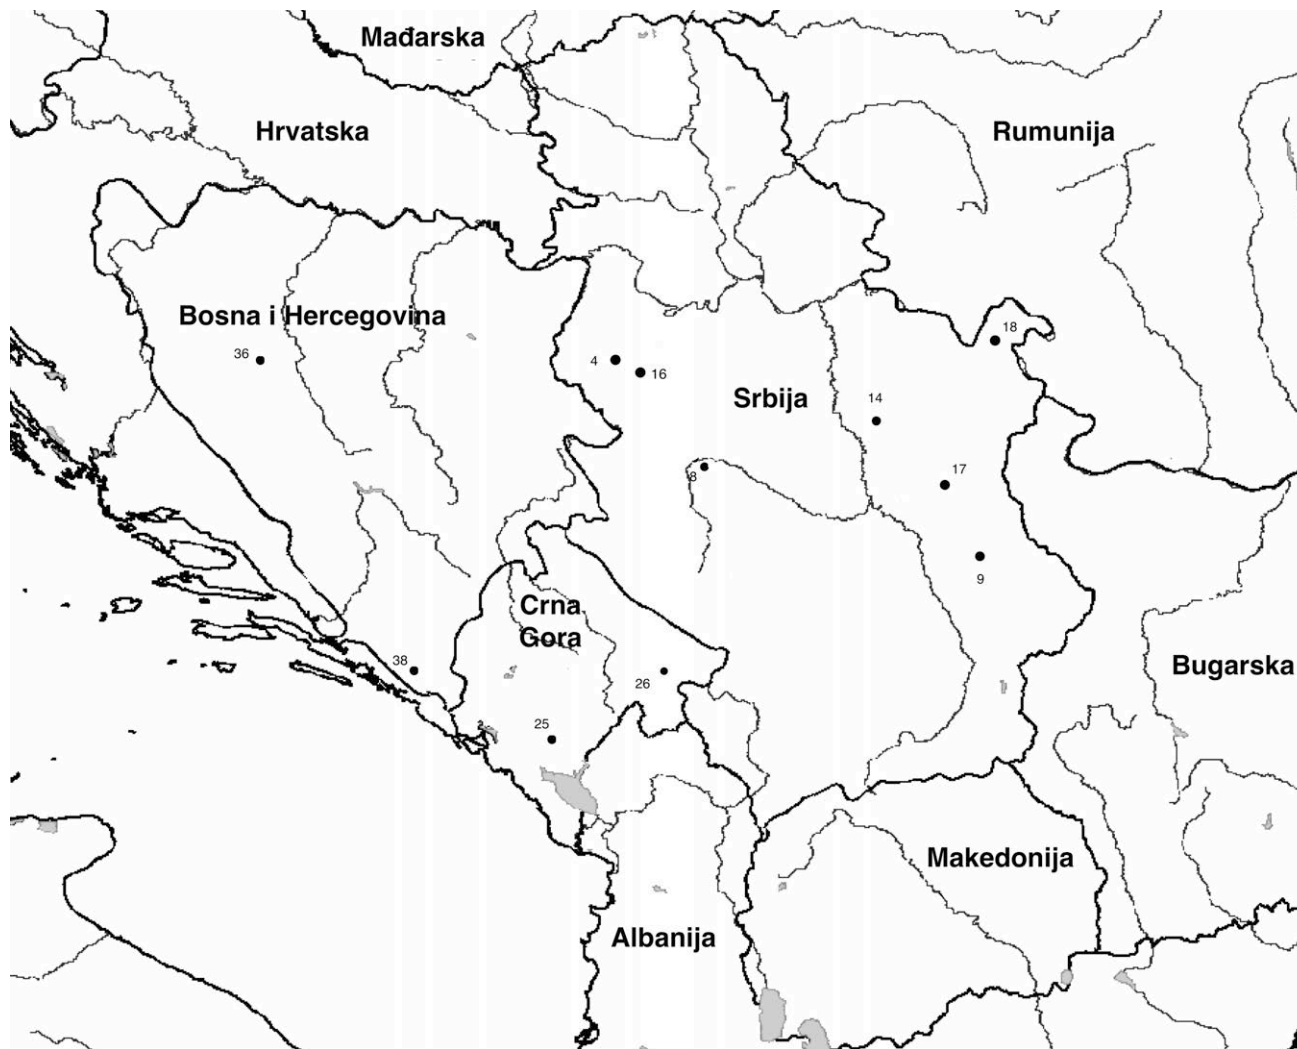 Mađarska
Hrvatska
Rumunija
Bosna i Hercegovina
18
36
4
16
Srbija
14
8
17
9
Crna
Gora
38
26
Bugarska
25
Makedonija
Albanija